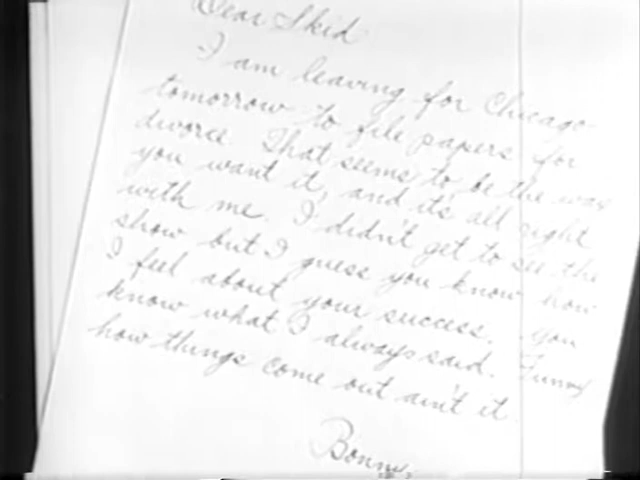 Dear Skid
I am leaving for Chicago
tomorrow to file papers for
divorce. That seems to be the way
you want it, and it's all right
with me. I didn't get to see the
show but I guess you know how
I feel about your success. You
know what I always said. Funny
how things come out ain't it.
Bonny.